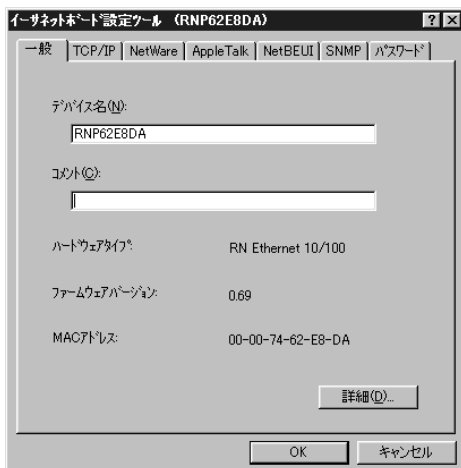 イーサネットボード設定ツール (RNP62E8DA)
一般 TCP/IP NetWare AppleTalk NetBEUI SNMP パスワード
デバイス名(N):
RNP62E8DA
コメント(C):
ハードウェアタイプ: RN Ethernet 10/100
ファームウェアバージョン: 0.69
MACアドレス: 00-00-74-62-E8-DA
詳細(D)...
OK キャンセル